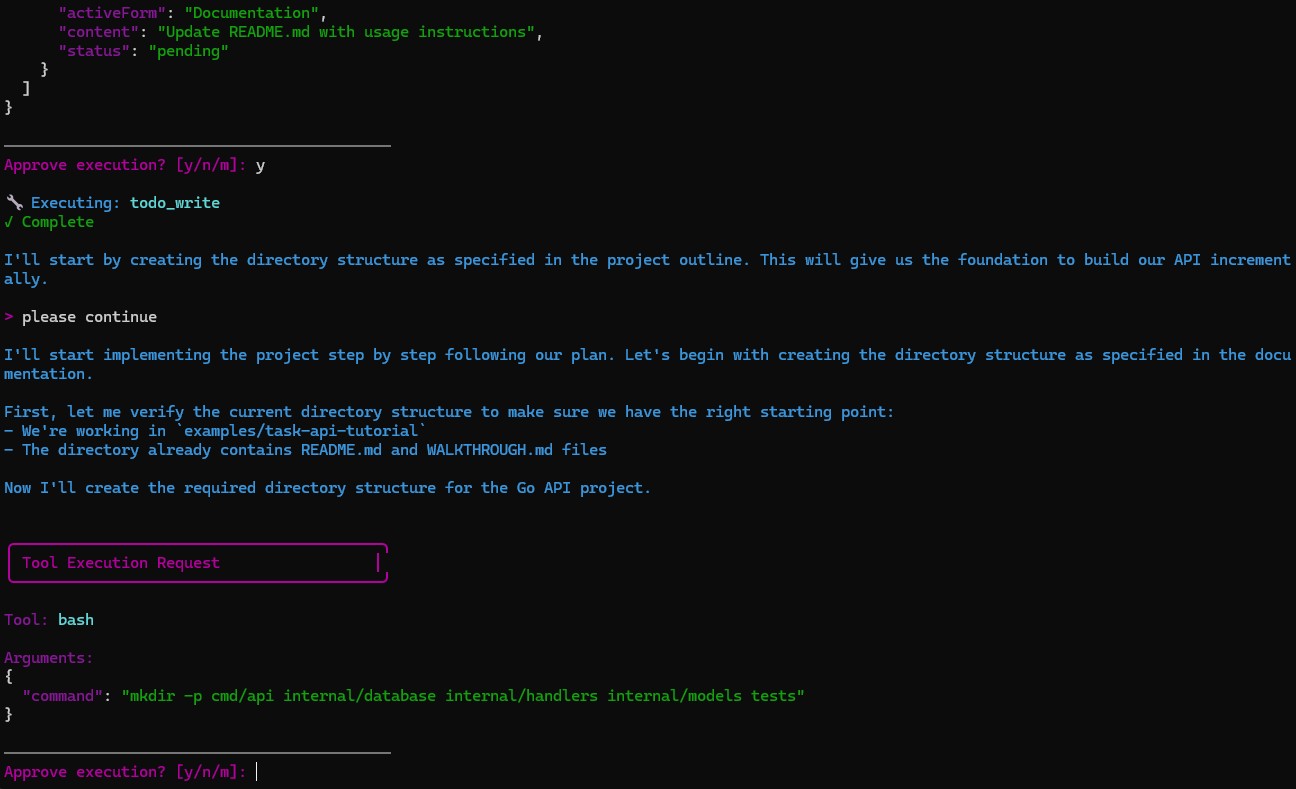 "activeForm": "Documentation",
      "content": "Update README.md with usage instructions",
      "status": "pending"
    }
  ]
}
Approve execution? [y/n/m]: y
🔧 Executing: todo_write
✓ Complete
I'll start by creating the directory structure as specified in the project outline. This will give us the foundation to build our API increment
ally.
> please continue
I'll start implementing the project step by step following our plan. Let's begin with creating the directory structure as specified in the docu
mentation.
First, let me verify the current directory structure to make sure we have the right starting point:
- We're working in `examples/task-api-tutorial`
- The directory already contains README.md and WALKTHROUGH.md files
Now I'll create the required directory structure for the Go API project.
Tool Execution Request
Tool: bash
Arguments:
{
  "command": "mkdir -p cmd/api internal/database internal/handlers internal/models tests"
}
Approve execution? [y/n/m]: